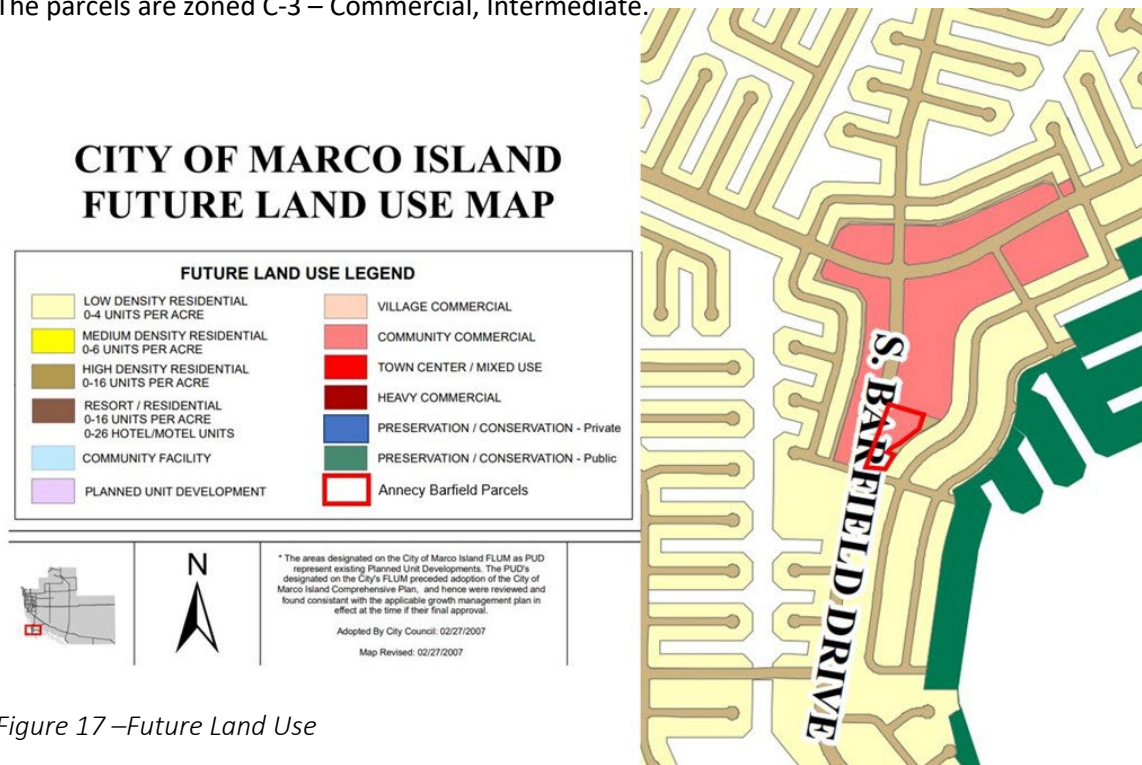 The parcels are zoned C-3 – Commercial, Intermediate.
CITY OF MARCO ISLAND
FUTURE LAND USE MAP
FUTURE LAND USE LEGEND
LOW DENSITY RESIDENTIAL
0-4 UNITS PER ACRE
MEDIUM DENSITY RESIDENTIAL
0-6 UNITS PER ACRE
HIGH DENSITY RESIDENTIAL
0-16 UNITS PER ACRE
RESORT / RESIDENTIAL
0-16 UNITS PER ACRE
0-26 HOTEL/MOTEL UNITS
COMMUNITY FACILITY
PLANNED UNIT DEVELOPMENT
VILLAGE COMMERCIAL
COMMUNITY COMMERCIAL
TOWN CENTER / MIXED USE
HEAVY COMMERCIAL
PRESERVATION / CONSERVATION - Private
PRESERVATION / CONSERVATION - Public
Annecy Barfield Parcels
N
* The areas designated on the City of Marco Island FLUM as PUD
represent existing Planned Unit Developments. The PUD's
designated on the City's FLUM preceded adoption of the City of
Marco Island Comprehensive Plan, and hence were reviewed and
found consistent with the applicable growth management plan in
effect at the time if their final approval.
Adopted By City Council: 02/27/2007
Map Revised: 02/27/2007
S. BARFIELD DRIVE
Figure 17 –Future Land Use